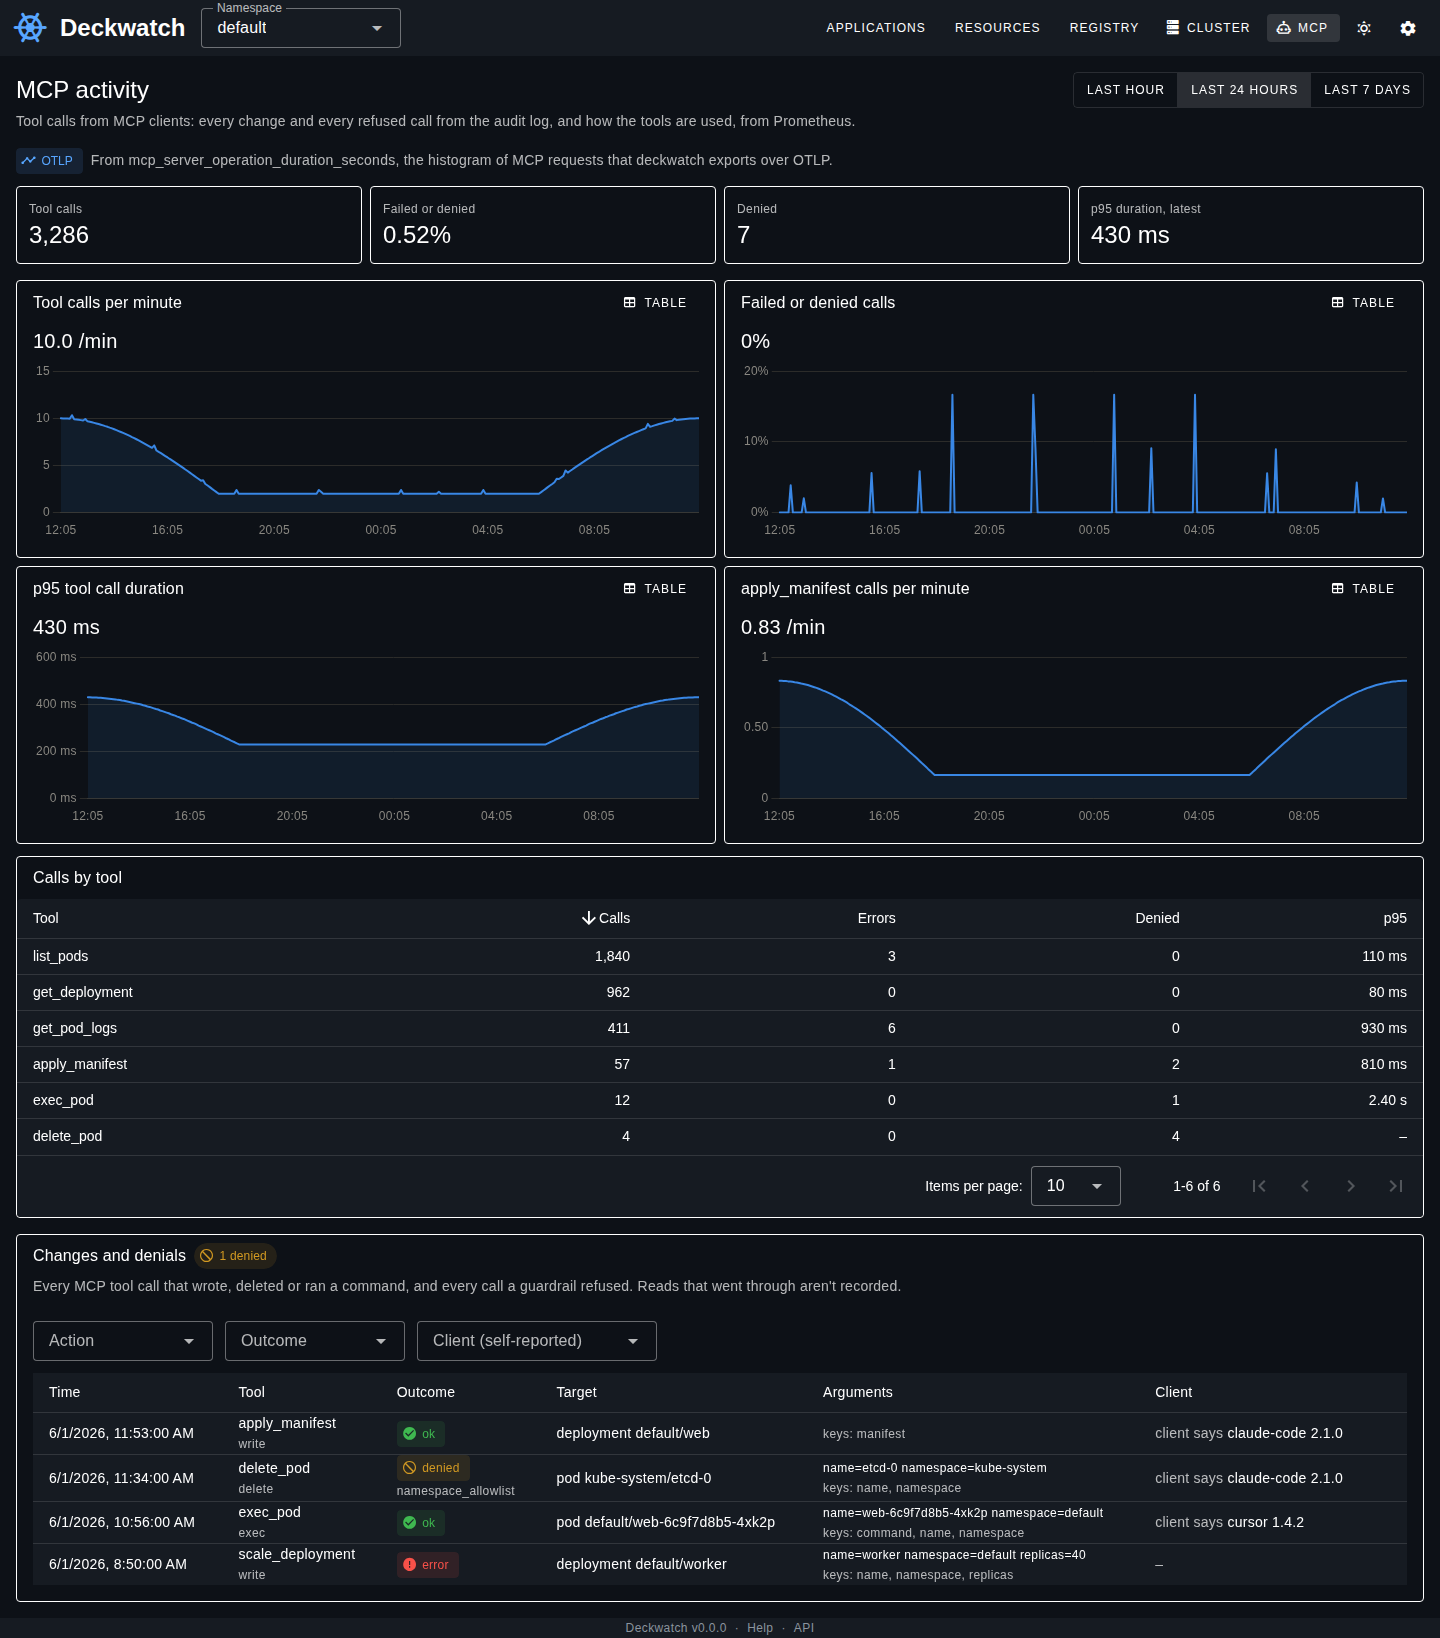 Deckwatch
Namespace
default
APPLICATIONS
RESOURCES
REGISTRY
CLUSTER
MCP
MCP activity
LAST HOUR
LAST 24 HOURS
LAST 7 DAYS
Tool calls from MCP clients: every change and every refused call from the audit log, and how the tools are used, from Prometheus.
OTLP
From mcp_server_operation_duration_seconds, the histogram of MCP requests that deckwatch exports over OTLP.
Tool calls
3,286
Failed or denied
0.52%
Denied
7
p95 duration, latest
430 ms
Tool calls per minute
TABLE
10.0 /min
15
10
5
0
12:05 16:05 20:05 00:05 04:05 08:05
Failed or denied calls
TABLE
0%
20%
10%
0%
12:05 16:05 20:05 00:05 04:05 08:05
p95 tool call duration
TABLE
430 ms
600 ms
400 ms
200 ms
0 ms
12:05 16:05 20:05 00:05 04:05 08:05
apply_manifest calls per minute
TABLE
0.83 /min
1
0.50
0
12:05 16:05 20:05 00:05 04:05 08:05
Calls by tool
Tool Calls Errors Denied p95
list_pods 1,840 3 0 110 ms
get_deployment 962 0 0 80 ms
get_pod_logs 411 6 0 930 ms
apply_manifest 57 1 2 810 ms
exec_pod 12 0 1 2.40 s
delete_pod 4 0 4 –
Items per page: 10 1-6 of 6
Changes and denials
1 denied
Every MCP tool call that wrote, deleted or ran a command, and every call a guardrail refused. Reads that went through aren't recorded.
Action
Outcome
Client (self-reported)
Time Tool Outcome Target Arguments Client
6/1/2026, 11:53:00 AM
apply_manifest
write
ok
deployment default/web
keys: manifest
client says claude-code 2.1.0
6/1/2026, 11:34:00 AM
delete_pod
delete
denied
namespace_allowlist
pod kube-system/etcd-0
name=etcd-0 namespace=kube-system
keys: name, namespace
client says claude-code 2.1.0
6/1/2026, 10:56:00 AM
exec_pod
exec
ok
pod default/web-6c9f7d8b5-4xk2p
name=web-6c9f7d8b5-4xk2p namespace=default
keys: command, name, namespace
client says cursor 1.4.2
6/1/2026, 8:50:00 AM
scale_deployment
write
error
deployment default/worker
name=worker namespace=default replicas=40
keys: name, namespace, replicas
–
Deckwatch v0.0.0 · Help · API